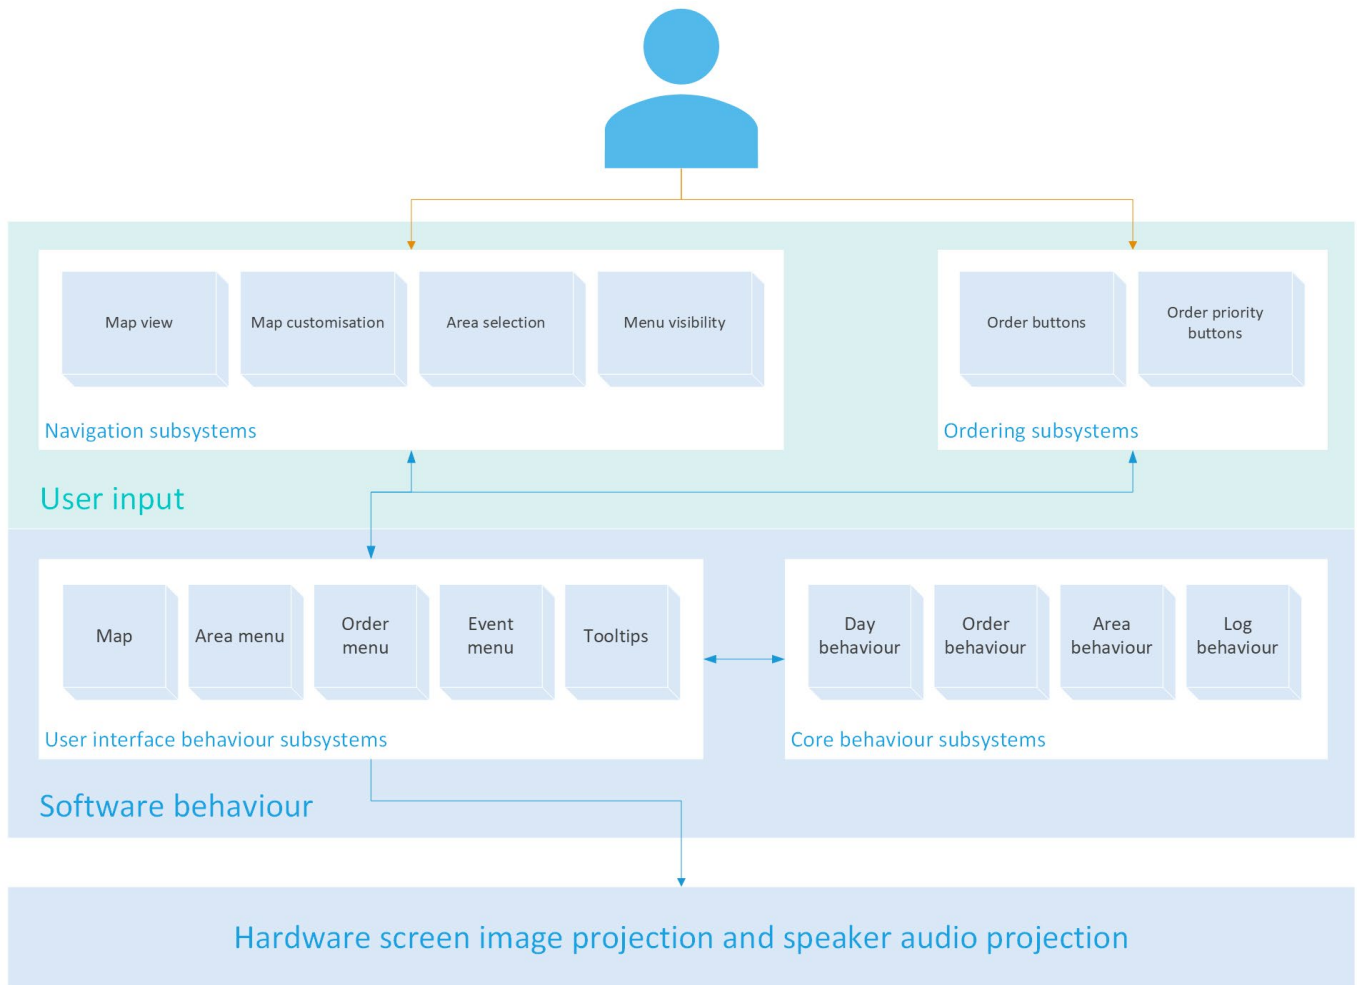 Map view
Map customisation
Area selection
Menu visibility
Navigation subsystems
Order buttons
Order priority
buttons
Ordering subsystems
User input
Map
Area menu
Order
menu
Event
menu
Tooltips
User interface behaviour subsystems
Day
behaviour
Order
behaviour
Area
behaviour
Log
behaviour
Core behaviour subsystems
Software behaviour
Hardware screen image projection and speaker audio projection